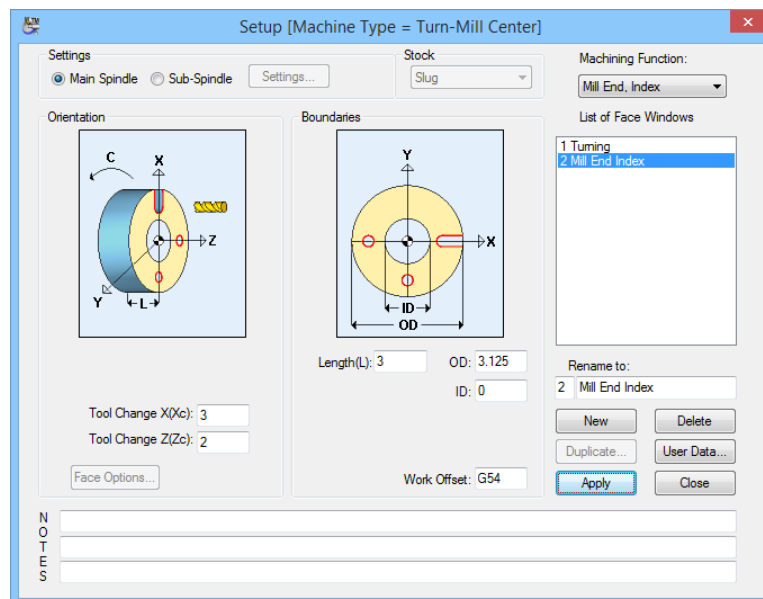 Setup [Machine Type = Turn-Mill Center]
Settings
Main Spindle
Sub-Spindle
Settings...
Stock
Slug
Machining Function:
Mill End, Index
Orientation
C
X
Z
Y
L
Boundaries
Y
X
ID
OD
List of Face Windows
1 Turning
2 Mill End Index
Length(L): 3
OD: 3.125
ID: 0
Rename to:
2 Mill End Index
Tool Change X(Xc): 3
Tool Change Z(Zc): 2
New
Delete
Duplicate...
User Data...
Face Options...
Work Offset: G54
Apply
Close
NOTES